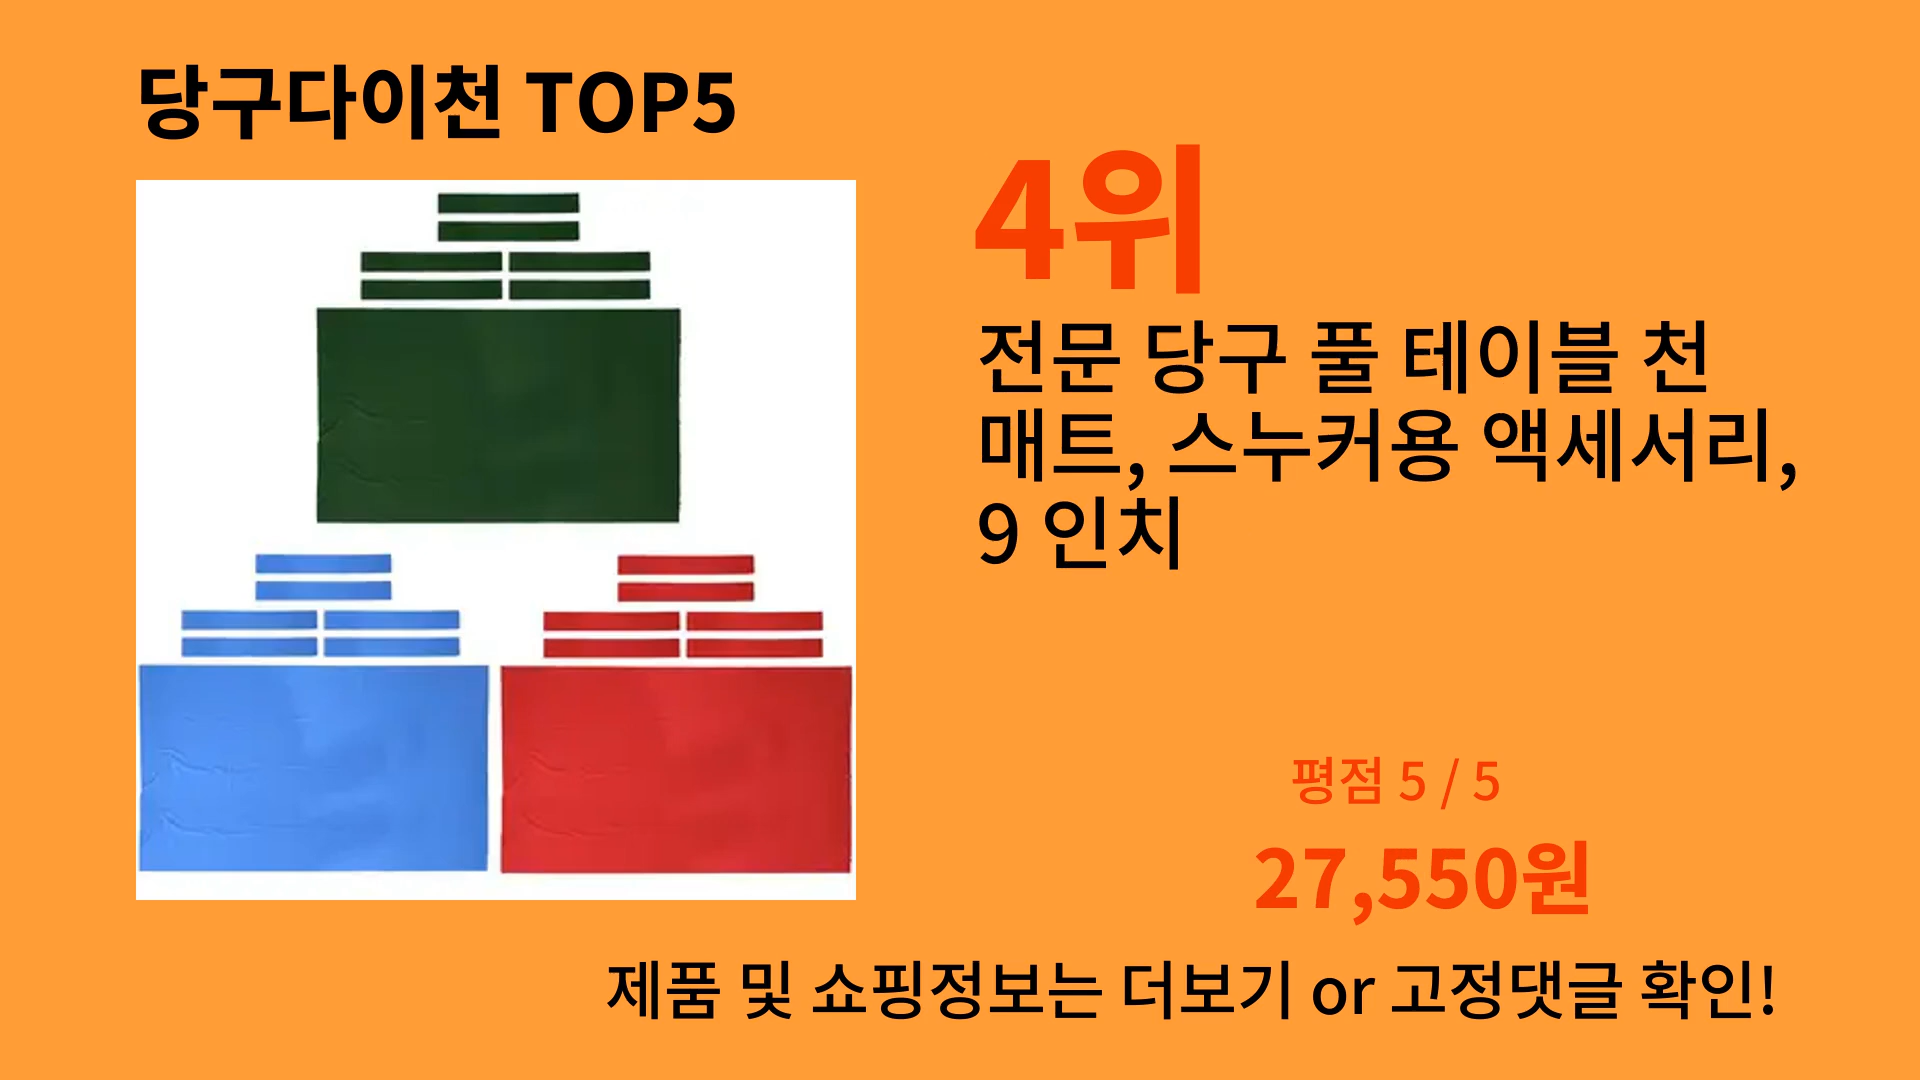 당구다이천 TOP5
4위
전문 당구 풀 테이블 천
매트, 스누커용 액세서리,
9 인치
평점 5 / 5
27,550원
제품 및 쇼핑정보는 더보기 or 고정댓글 확인!